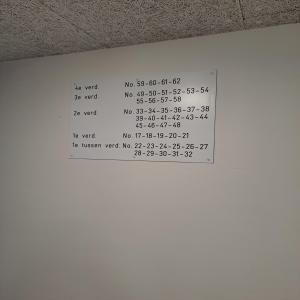 4e verd. No. 59-60-61-62
3e verd. No. 49-50-51-52-53-54
55-56-57-58
2e verd. No. 33-34-35-36-37-38
39-40-41-42-43-44
45-46-47-48
1e verd. No. 17-18-19-20-21
1e tussen verd. No. 22-23-24-25-26-27
28-29-30-31-32